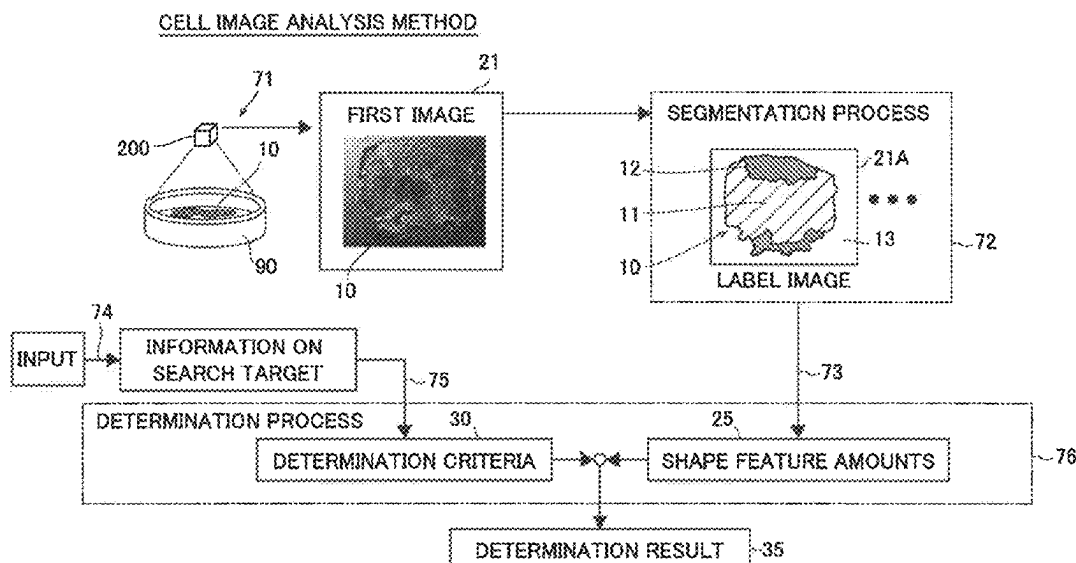 CELL IMAGE ANALYSIS METHOD
71
200
10
90
21
FIRST IMAGE
10
SEGMENTATION PROCESS
12
11
10
21A
13
LABEL IMAGE
72
74
INPUT
INFORMATION ON
SEARCH TARGET
75
73
DETERMINATION PROCESS
30
DETERMINATION CRITERIA
25
SHAPE FEATURE AMOUNTS
76
DETERMINATION RESULT
35